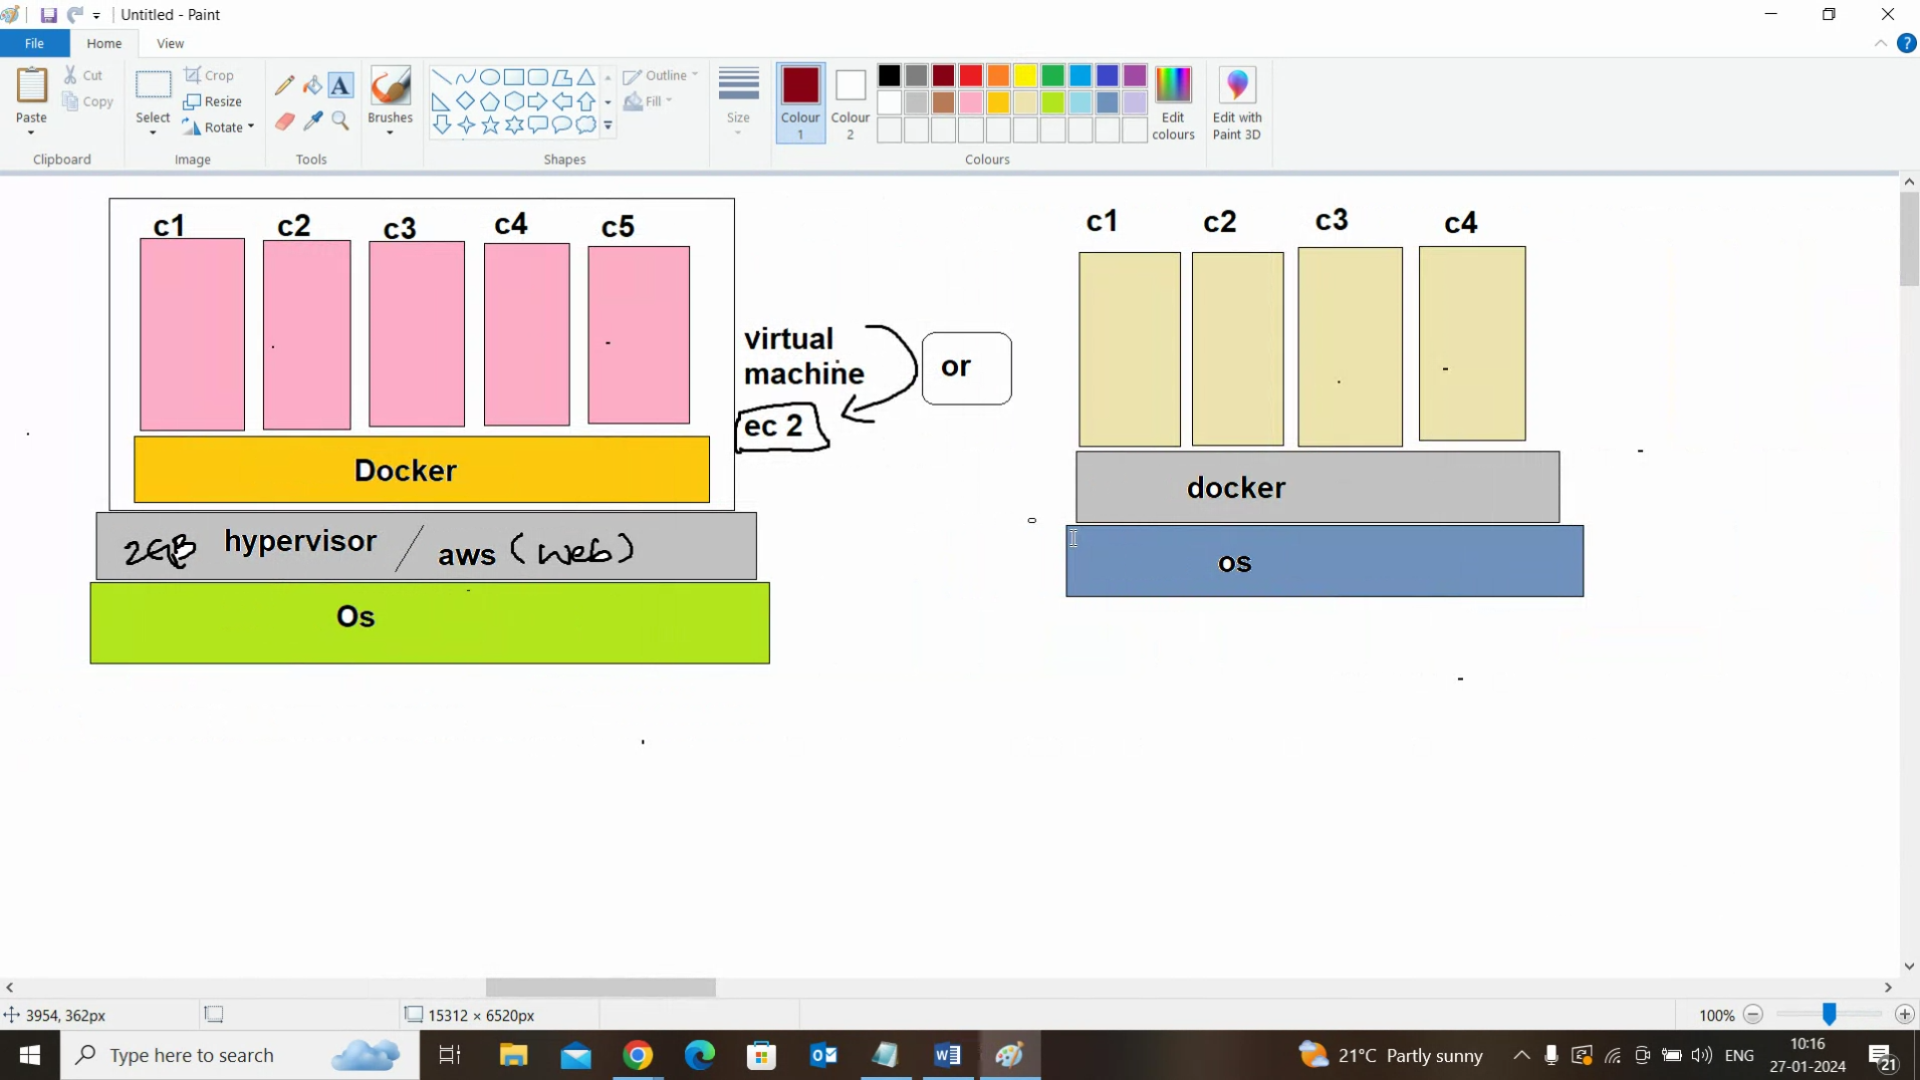 Untitled - Paint
File
Home
View
Paste
Cut
Copy
Clipboard
Select
Crop
Resize
Rotate
Image
A
Tools
Brushes
Shapes
Outline
Fill
Size
Colour 1
Colour 2
Edit colours
Edit with Paint 3D
Colours
c1 c2 c3 c4 c5
Docker
2GB hypervisor / aws (web)
Os
virtual
machine
ec 2
or
c1 c2 c3 c4
docker
os
3954, 362px
15312 × 6520px
100%
Type here to search
21°C Partly sunny
ENG
10:16
27-01-2024
21